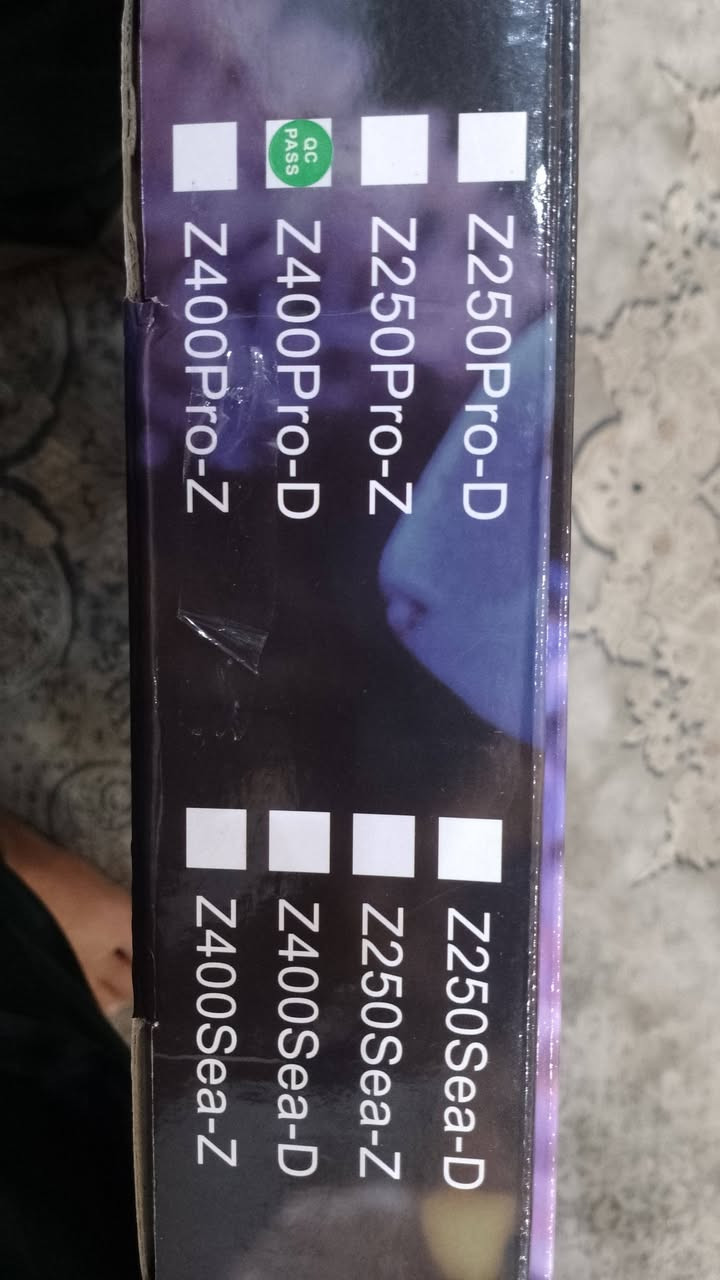 Z250Pro-D
Z250Pro-Z
QC
PASS
Z400Pro-D
Z400Pro-Z
Z250Sea-D
Z250Sea-Z
Z400Sea-D
Z400Sea-Z